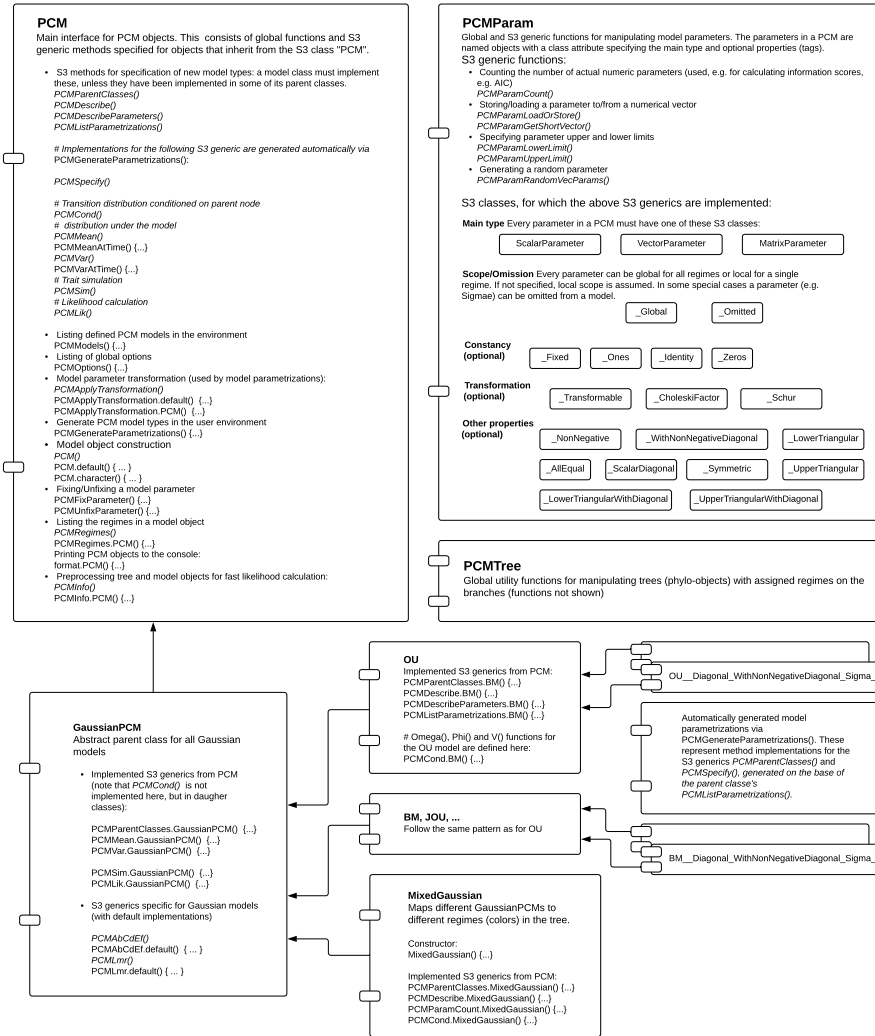 PCM
Main interface for PCM objects. This consists of global functions and S3
generic methods specified for objects that inherit from the S3 class "PCM".
• S3 methods for specification of new model types: a model class must implement
these, unless they have been implemented in some of its parent classes.
PCMParentClasses()
PCMDescribe()
PCMDescribeParameters()
PCMListParametrizations()
# Implementations for the following S3 generic are generated automatically via
PCMGenerateParametrizations():
PCMSpecify()
# Transition distribution conditioned on parent node
PCMCond()
# distribution under the model
PCMMean()
PCMMeanAtTime() {...}
PCMVar()
PCMVarAtTime() {...}
# Trait simulation
PCMSim()
# Likelihood calculation
PCMLik()
• Listing defined PCM models in the environment
PCMModels() {...}
• Listing of global options
PCMOptions() {...}
• Model parameter transformation (used by model parametrizations):
PCMApplyTransformation()
PCMApplyTransformation.default() {...}
PCMApplyTransformation.PCM() {...}
• Generate PCM model types in the user environment
PCMGenerateParametrizations() {...}
• Model object construction
PCM()
PCM.default() { ... }
PCM.character() { ... }
• Fixing/Unfixing a model parameter
PCMFixParameter() {...}
PCMUnfixParameter() {...}
• Listing the regimes in a model object
PCMRegimes()
PCMRegimes.PCM() {...}
Printing PCM objects to the console:
format.PCM() {...}
• Preprocessing tree and model objects for fast likelihood calculation:
PCMInfo()
PCMInfo.PCM() {...}
PCMParam
Global and S3 generic functions for manipulating model parameters. The parameters in a PCM are
named objects with a class attribute specifying the main type and optional properties (tags).
S3 generic functions:
• Counting the number of actual numeric parameters (used, e.g. for calculating information scores,
e.g. AIC)
PCMParamCount()
• Storing/loading a parameter to/from a numerical vector
PCMParamLoadOrStore()
PCMParamGetShortVector()
• Specifying parameter upper and lower limits
PCMParamLowerLimit()
PCMParamUpperLimit()
• Generating a random parameter
PCMParamRandomVecParams()
S3 classes, for which the above S3 generics are implemented:
Main type Every parameter in a PCM must have one of these S3 classes:
ScalarParameter VectorParameter MatrixParameter
Scope/Omission Every parameter can be global for all regimes or local for a single
regime. If not specified, local scope is assumed. In some special cases a parameter (e.g.
Sigmae) can be omitted from a model.
_Global _Omitted
Constancy
(optional)
_Fixed _Ones _Identity _Zeros
Transformation
(optional)
_Transformable _CholeskiFactor _Schur
Other properties
(optional)
_NonNegative _WithNonNegativeDiagonal _LowerTriangular
_AllEqual _ScalarDiagonal _Symmetric _UpperTriangular
_LowerTriangularWithDiagonal _UpperTriangularWithDiagonal
PCMTree
Global utility functions for manipulating trees (phylo-objects) with assigned regimes on the
branches (functions not shown)
GaussianPCM
Abstract parent class for all Gaussian
models
• Implemented S3 generics from PCM
(note that PCMCond() is not
implemented here, but in daugher
classes):
PCMParentClasses.GaussianPCM() {...}
PCMMean.GaussianPCM() {...}
PCMVar.GaussianPCM() {...}
PCMSim.GaussianPCM() {...}
PCMLik.GaussianPCM() {...}
• S3 generics specific for Gaussian models
(with default implementations)
PCMAbCdEf()
PCMAbCdEf.default() { ... }
PCMLmr()
PCMLmr.default() { ... }
OU
Implemented S3 generics from PCM:
PCMParentClasses.BM() {...}
PCMDescribe.BM() {...}
PCMDescribeParameters.BM() {...}
PCMListParametrizations.BM() {...}
# Omega(), Phi() and V() functions for
the OU model are defined here:
PCMCond.BM() {...}
BM, JOU, ...
Follow the same pattern as for OU
MixedGaussian
Maps different GaussianPCMs to
different regimes (colors) in the tree.
Constructor:
MixedGaussian() {...}
Implemented S3 generics from PCM:
PCMParentClasses.MixedGaussian() {...}
PCMDescribe.MixedGaussian() {...}
PCMParamCount.MixedGaussian() {...}
PCMCond.MixedGaussian() {...}
OU__Diagonal_WithNonNegativeDiagonal_Sigma_
Automatically generated model
parametrizations via
PCMGenerateParametrizations(). These
represent method implementations for the
S3 generics PCMParentClasses() and
PCMSpecify(), generated on the base of
the parent classe's
PCMListParametrizations().
BM__Diagonal_WithNonNegativeDiagonal_Sigma_